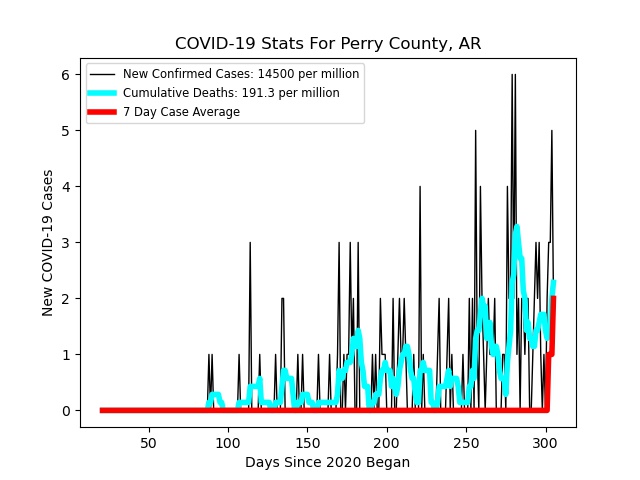 COVID-19 Stats For Perry County, AR
New Confirmed Cases: 14500 per million
Cumulative Deaths: 191.3 per million
7 Day Case Average
New COVID-19 Cases
6
5
4
3
2
1
0
50 100 150 200 250 300
Days Since 2020 Began